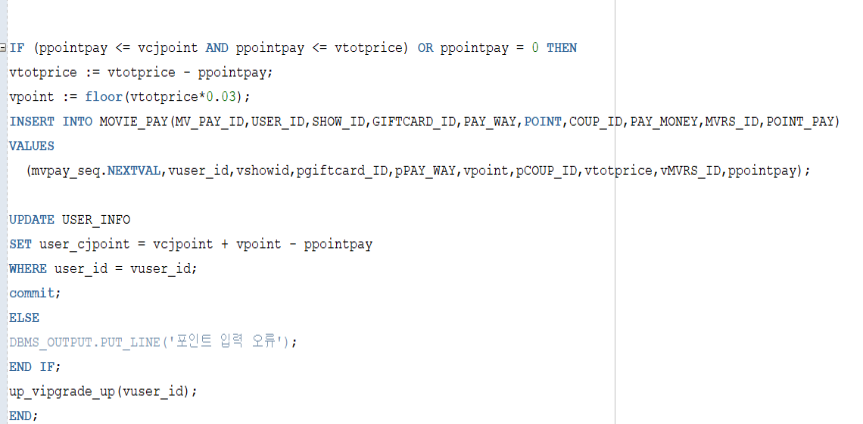 IF (ppointpay <= vcjpoint AND ppointpay <= vtotprice) OR ppointpay = 0 THEN
vtotprice := vtotprice - ppointpay;
vpoint := floor(vtotprice*0.03);
INSERT INTO MOVIE_PAY(MV_PAY_ID,USER_ID,SHOW_ID,GIFTCARD_ID,PAY_WAY,POINT,COUP_ID,PAY_MONEY,MVRS_ID,POINT_PAY)
VALUES
(mvpay_seq.NEXTVAL,vuser_id,vshowid,pgiftcard_ID,pPAY_WAY,vpoint,pCOUP_ID,vtotprice,vMVRS_ID,ppointpay);
UPDATE USER_INFO
SET user_cjpoint = vcjpoint + vpoint - ppointpay
WHERE user_id = vuser_id;
commit;
ELSE
DBMS_OUTPUT.PUT_LINE('포인트 입력 오류');
END IF;
up_vipgrade_up(vuser_id);
END;